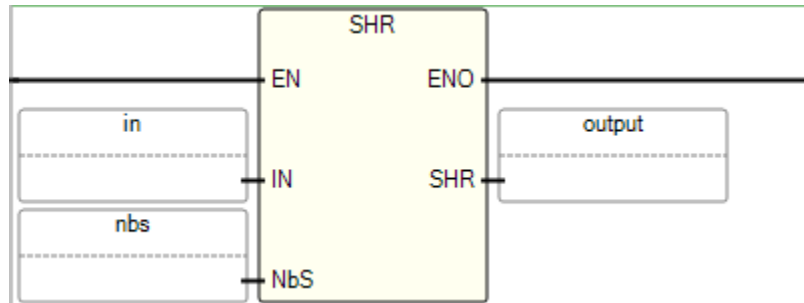 SHR
EN ENO
in output
IN SHR
nbs
NbS